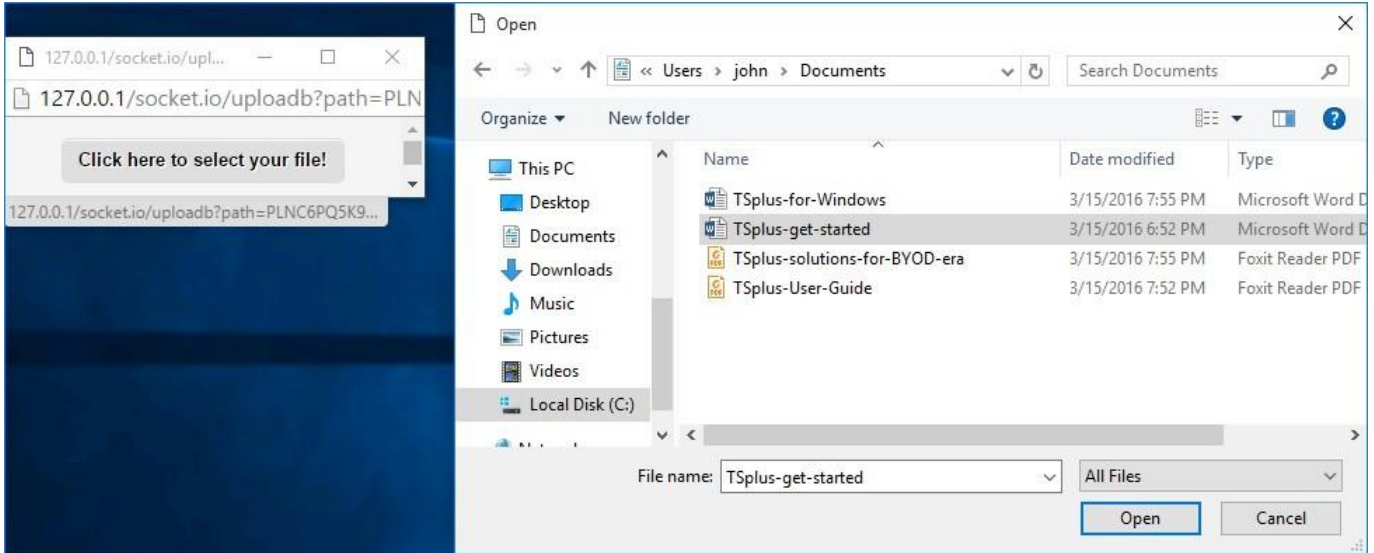 127.0.0.1/socket.io/upl...
127.0.0.1/socket.io/uploadb?path=PLN
Click here to select your file!
127.0.0.1/socket.io/uploadb?path=PLNC6PQ5K9...
Open
« Users › john › Documents
Search Documents
Organize
New folder
This PC
Desktop
Documents
Downloads
Music
Pictures
Videos
Local Disk (C:)
Name Date modified Type
TSplus-for-Windows 3/15/2016 7:55 PM Microsoft Word D
TSplus-get-started 3/15/2016 6:52 PM Microsoft Word D
TSplus-solutions-for-BYOD-era 3/15/2016 7:55 PM Foxit Reader PDF
TSplus-User-Guide 3/15/2016 7:52 PM Foxit Reader PDF
File name: TSplus-get-started
All Files
Open
Cancel